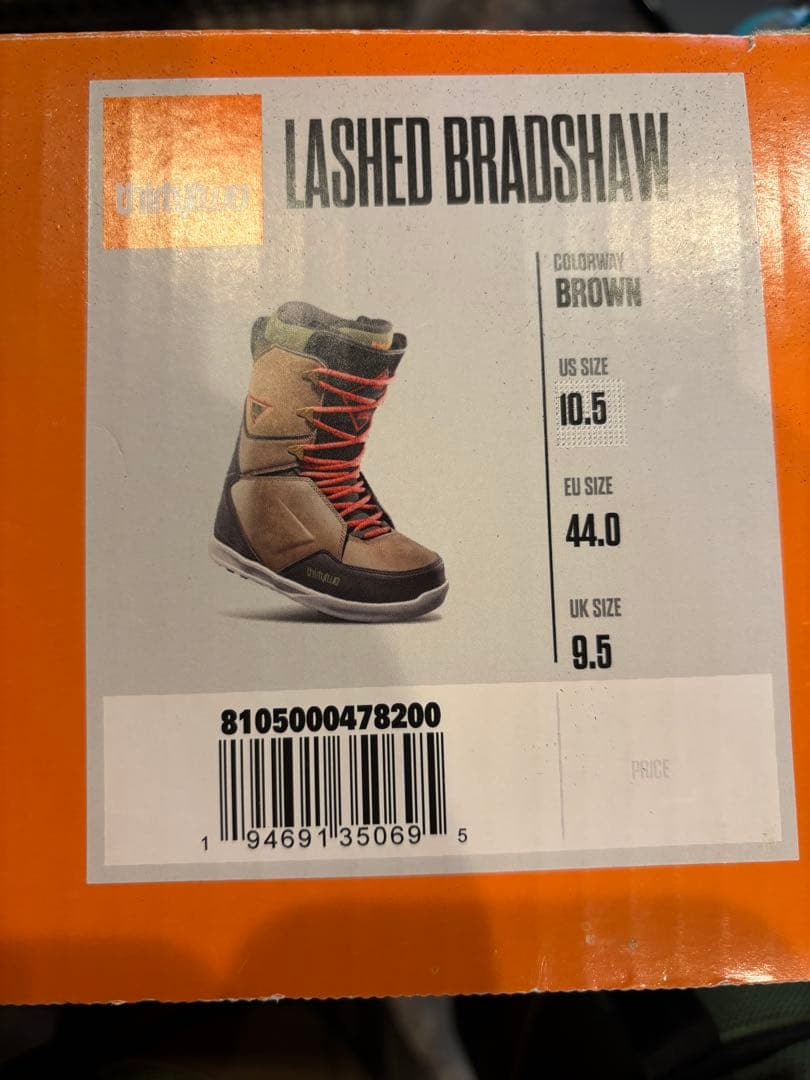 thirtytwo
LASHED BRADSHAW
COLORWAY
BROWN
US SIZE
10.5
EU SIZE
44.0
UK SIZE
9.5
thirtytwo
8105000478200
1 94691 35069 5
PRICE